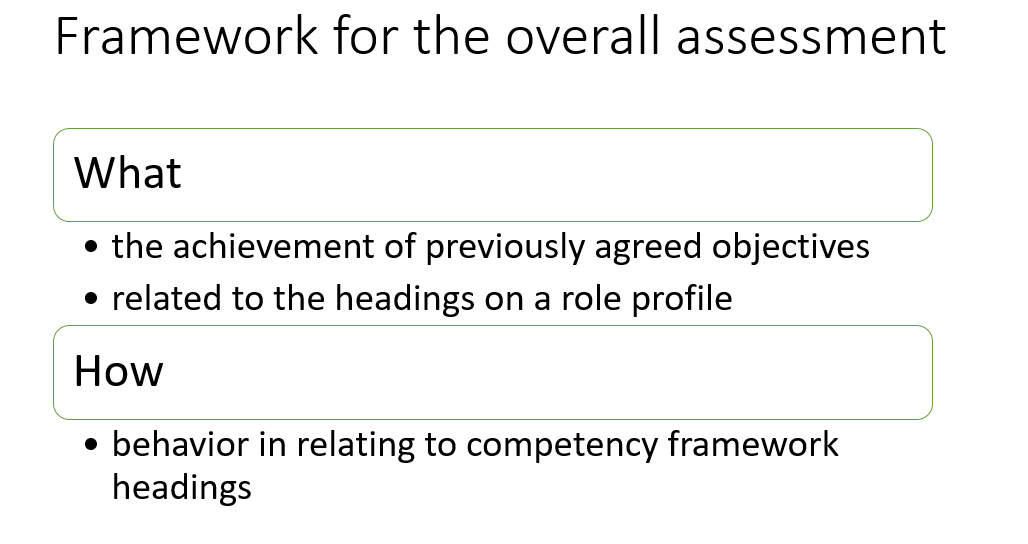 Framework for the overall assessment
What
• the achievement of previously agreed objectives
• related to the headings on a role profile
How
• behavior in relating to competency framework
headings